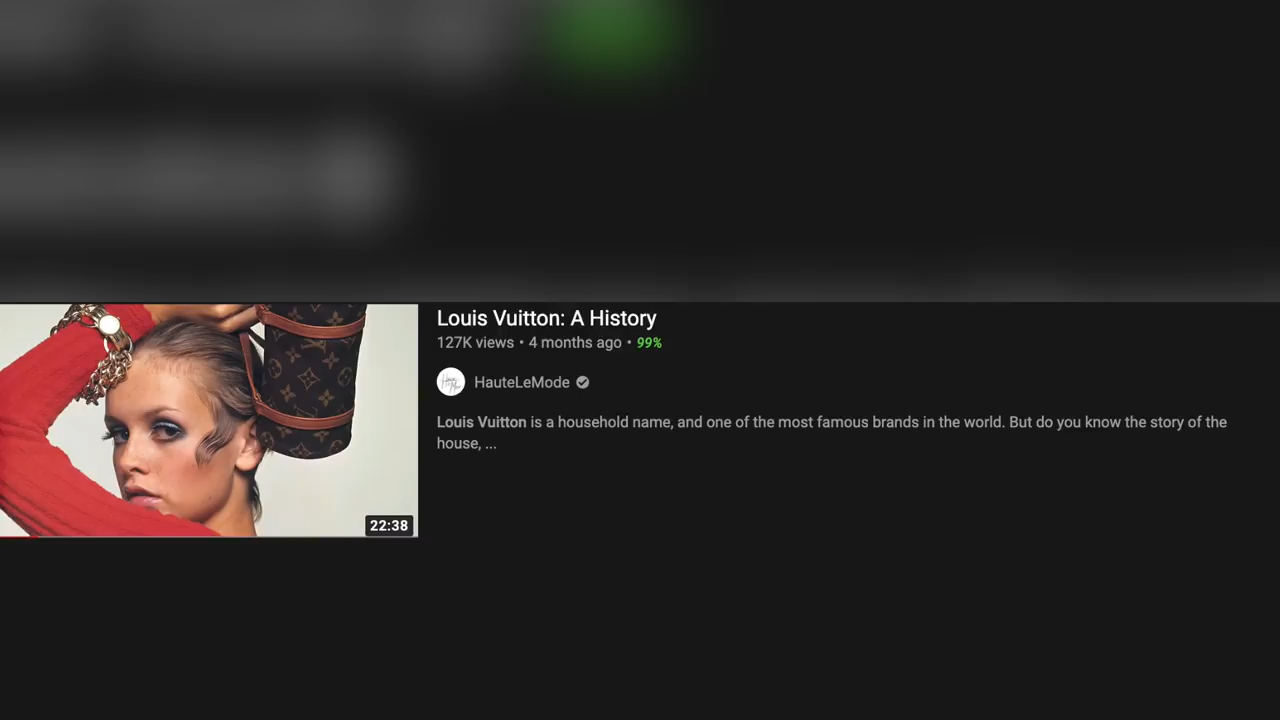 Louis Vuitton: A History
127K views • 4 months ago • 99%
HauteLeMode
Louis Vuitton is a household name, and one of the most famous brands in the world. But do you know the story of the
house, ...
22:38